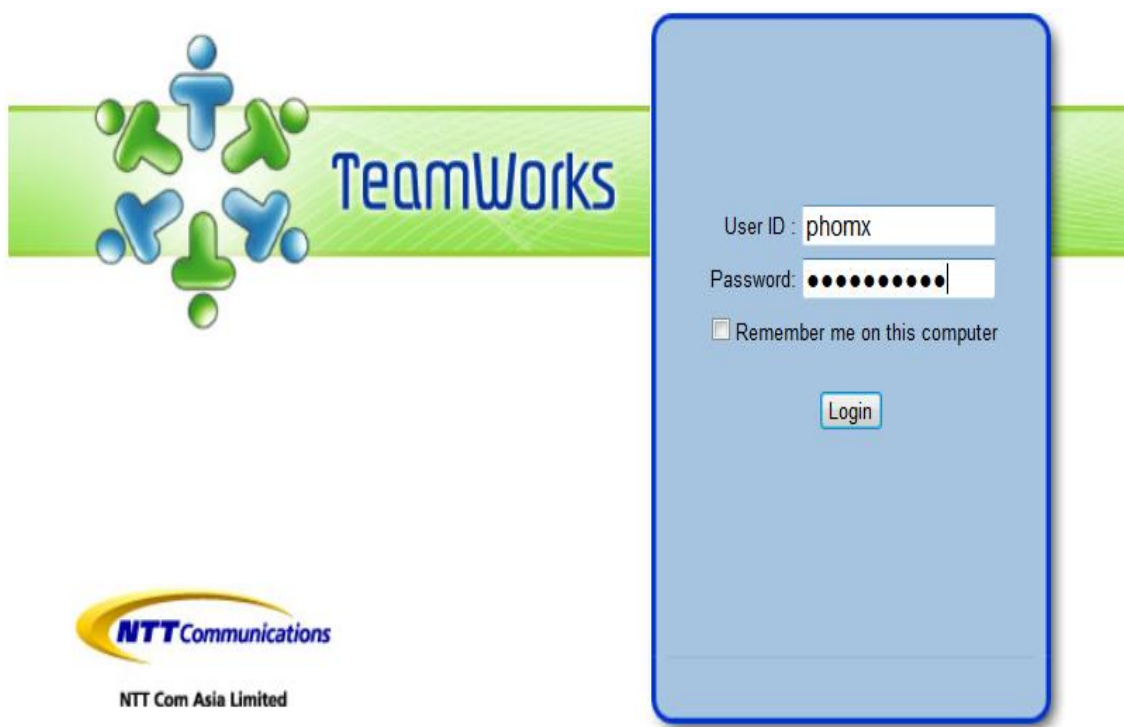 TeamWorks
User ID : phomx
Password: ●●●●●●●●●●
Remember me on this computer
Login
NTT Communications
NTT Com Asia Limited